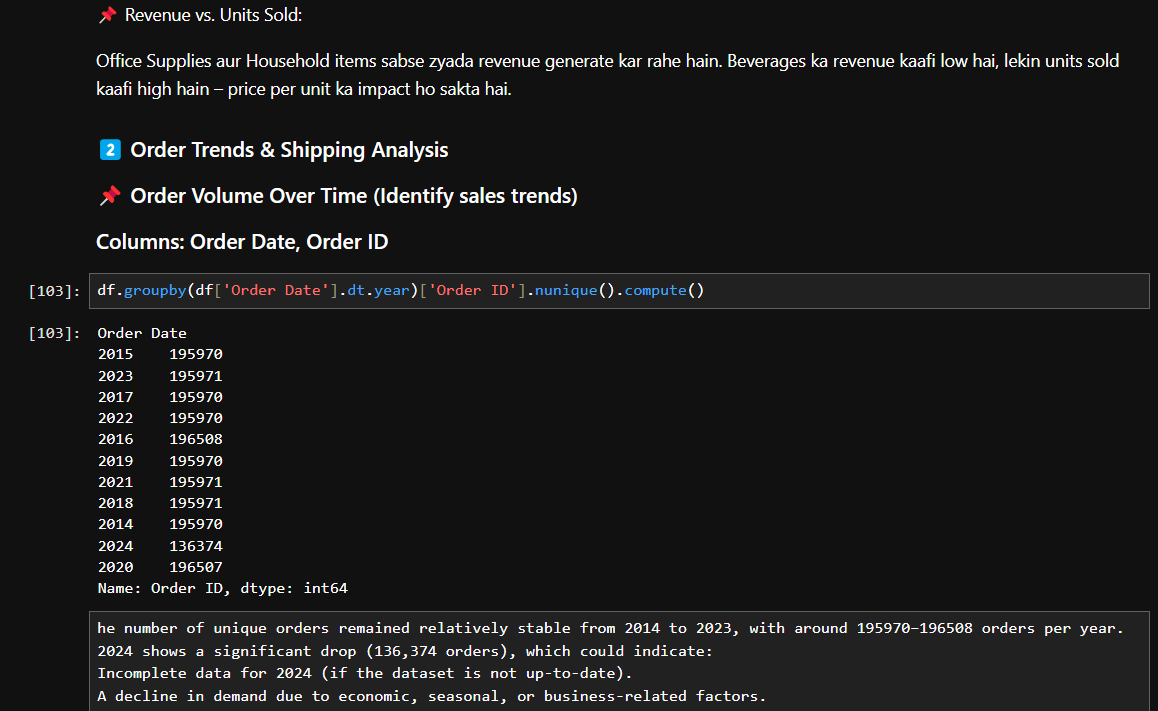 📌 Revenue vs. Units Sold:
Office Supplies aur Household items sabse zyada revenue generate kar rahe hain. Beverages ka revenue kaafi low hai, lekin units sold
kaafi high hain – price per unit ka impact ho sakta hai.
2️⃣ Order Trends & Shipping Analysis
📌 Order Volume Over Time (Identify sales trends)
Columns: Order Date, Order ID
[103]: df.groupby(df['Order Date'].dt.year)['Order ID'].nunique().compute()
[103]: Order Date
2015    195970
2023    195971
2017    195970
2022    195970
2016    196508
2019    195970
2021    195971
2018    195971
2014    195970
2024    136374
2020    196507
Name: Order ID, dtype: int64
he number of unique orders remained relatively stable from 2014 to 2023, with around 195970–196508 orders per year.
2024 shows a significant drop (136,374 orders), which could indicate:
Incomplete data for 2024 (if the dataset is not up-to-date).
A decline in demand due to economic, seasonal, or business-related factors.